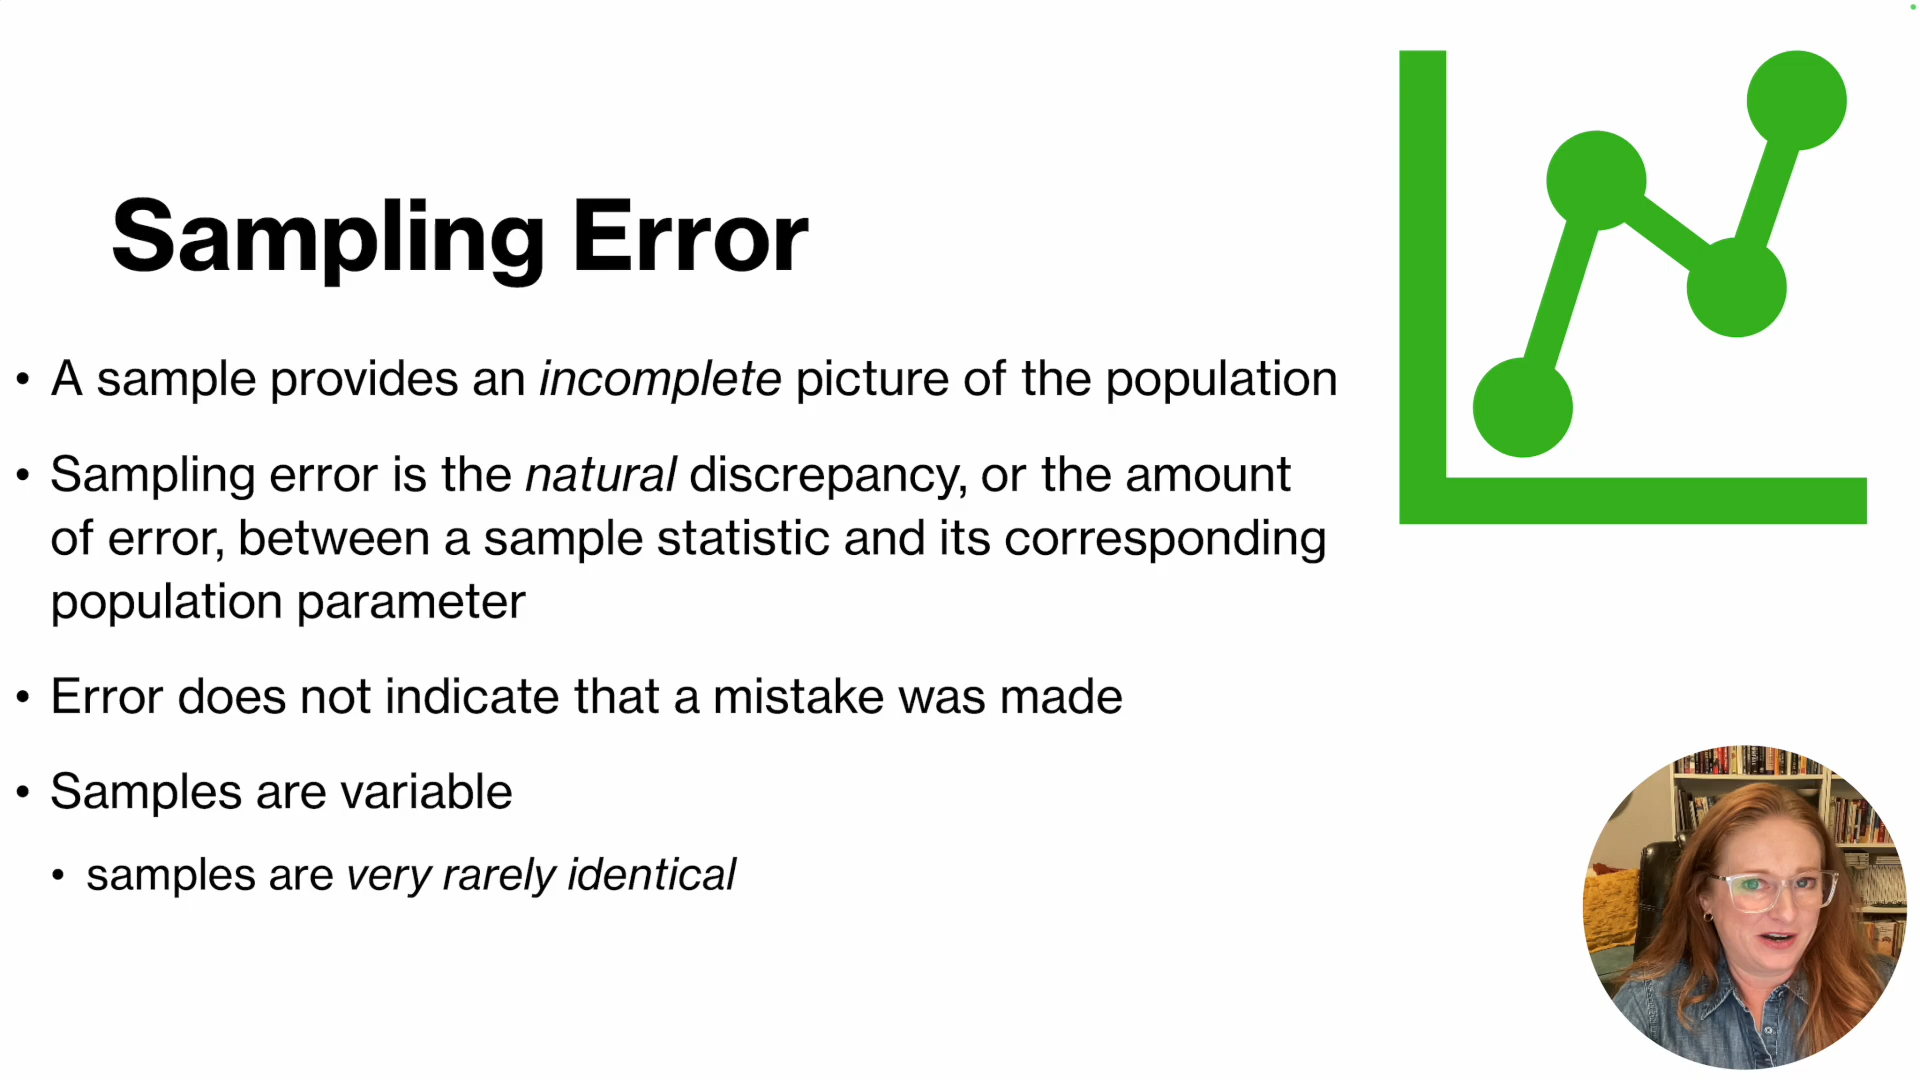 Sampling Error
• A sample provides an incomplete picture of the population
• Sampling error is the natural discrepancy, or the amount
of error, between a sample statistic and its corresponding
population parameter
• Error does not indicate that a mistake was made
• Samples are variable
• samples are very rarely identical